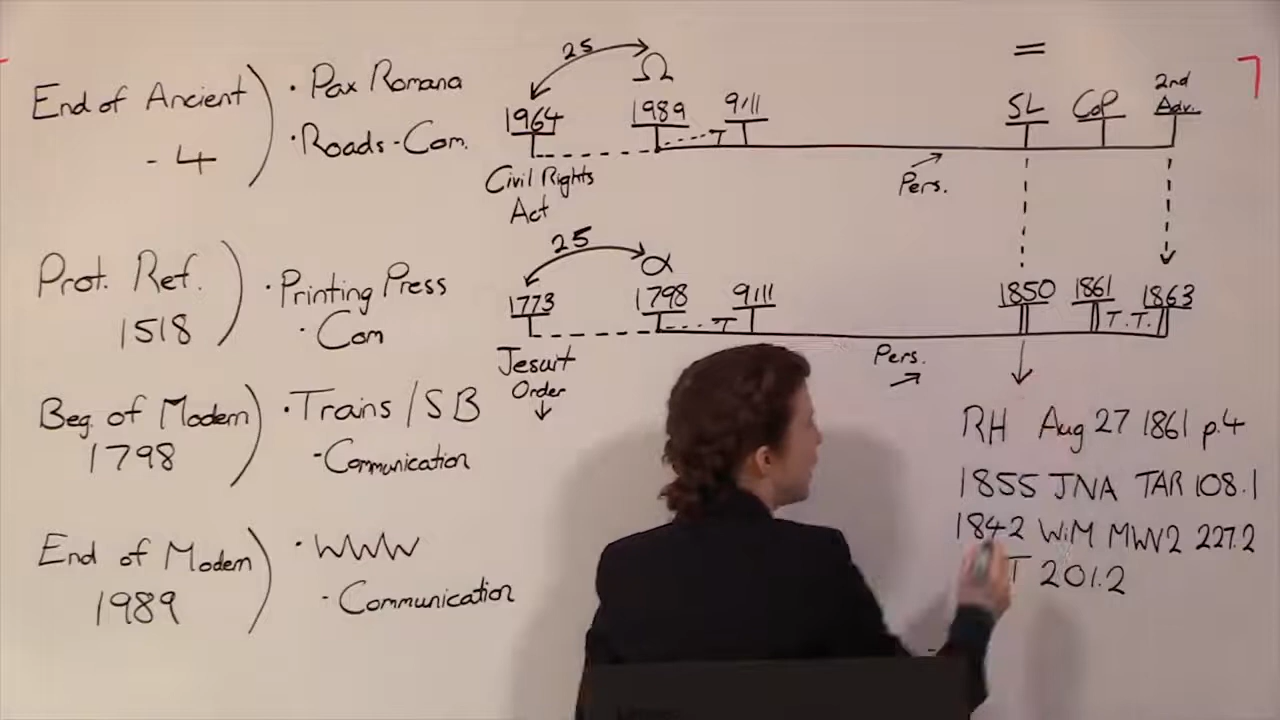 End of Ancient
- 4
· Pax Romana
· Roads - Com.
Prot. Ref.
1518
· Printing Press
· Com
Beg. of Modern
1798
· Trains / SB
- Communication
End of Modern
1989
· WWW
- Communication
25
Ω
1964
1989
9/11
T
Civil Rights
Act
Pers.
=
SL
CoP
2nd
Adv.
7
25
α
1773
1798
9/11
T
Jesuit
Order
Pers.
1850
1861
1863
T. T.
RH Aug 27 1861 p.4
1855 JNA TAR 108.1
1842 WiM MWV2 227.2
T 201.2